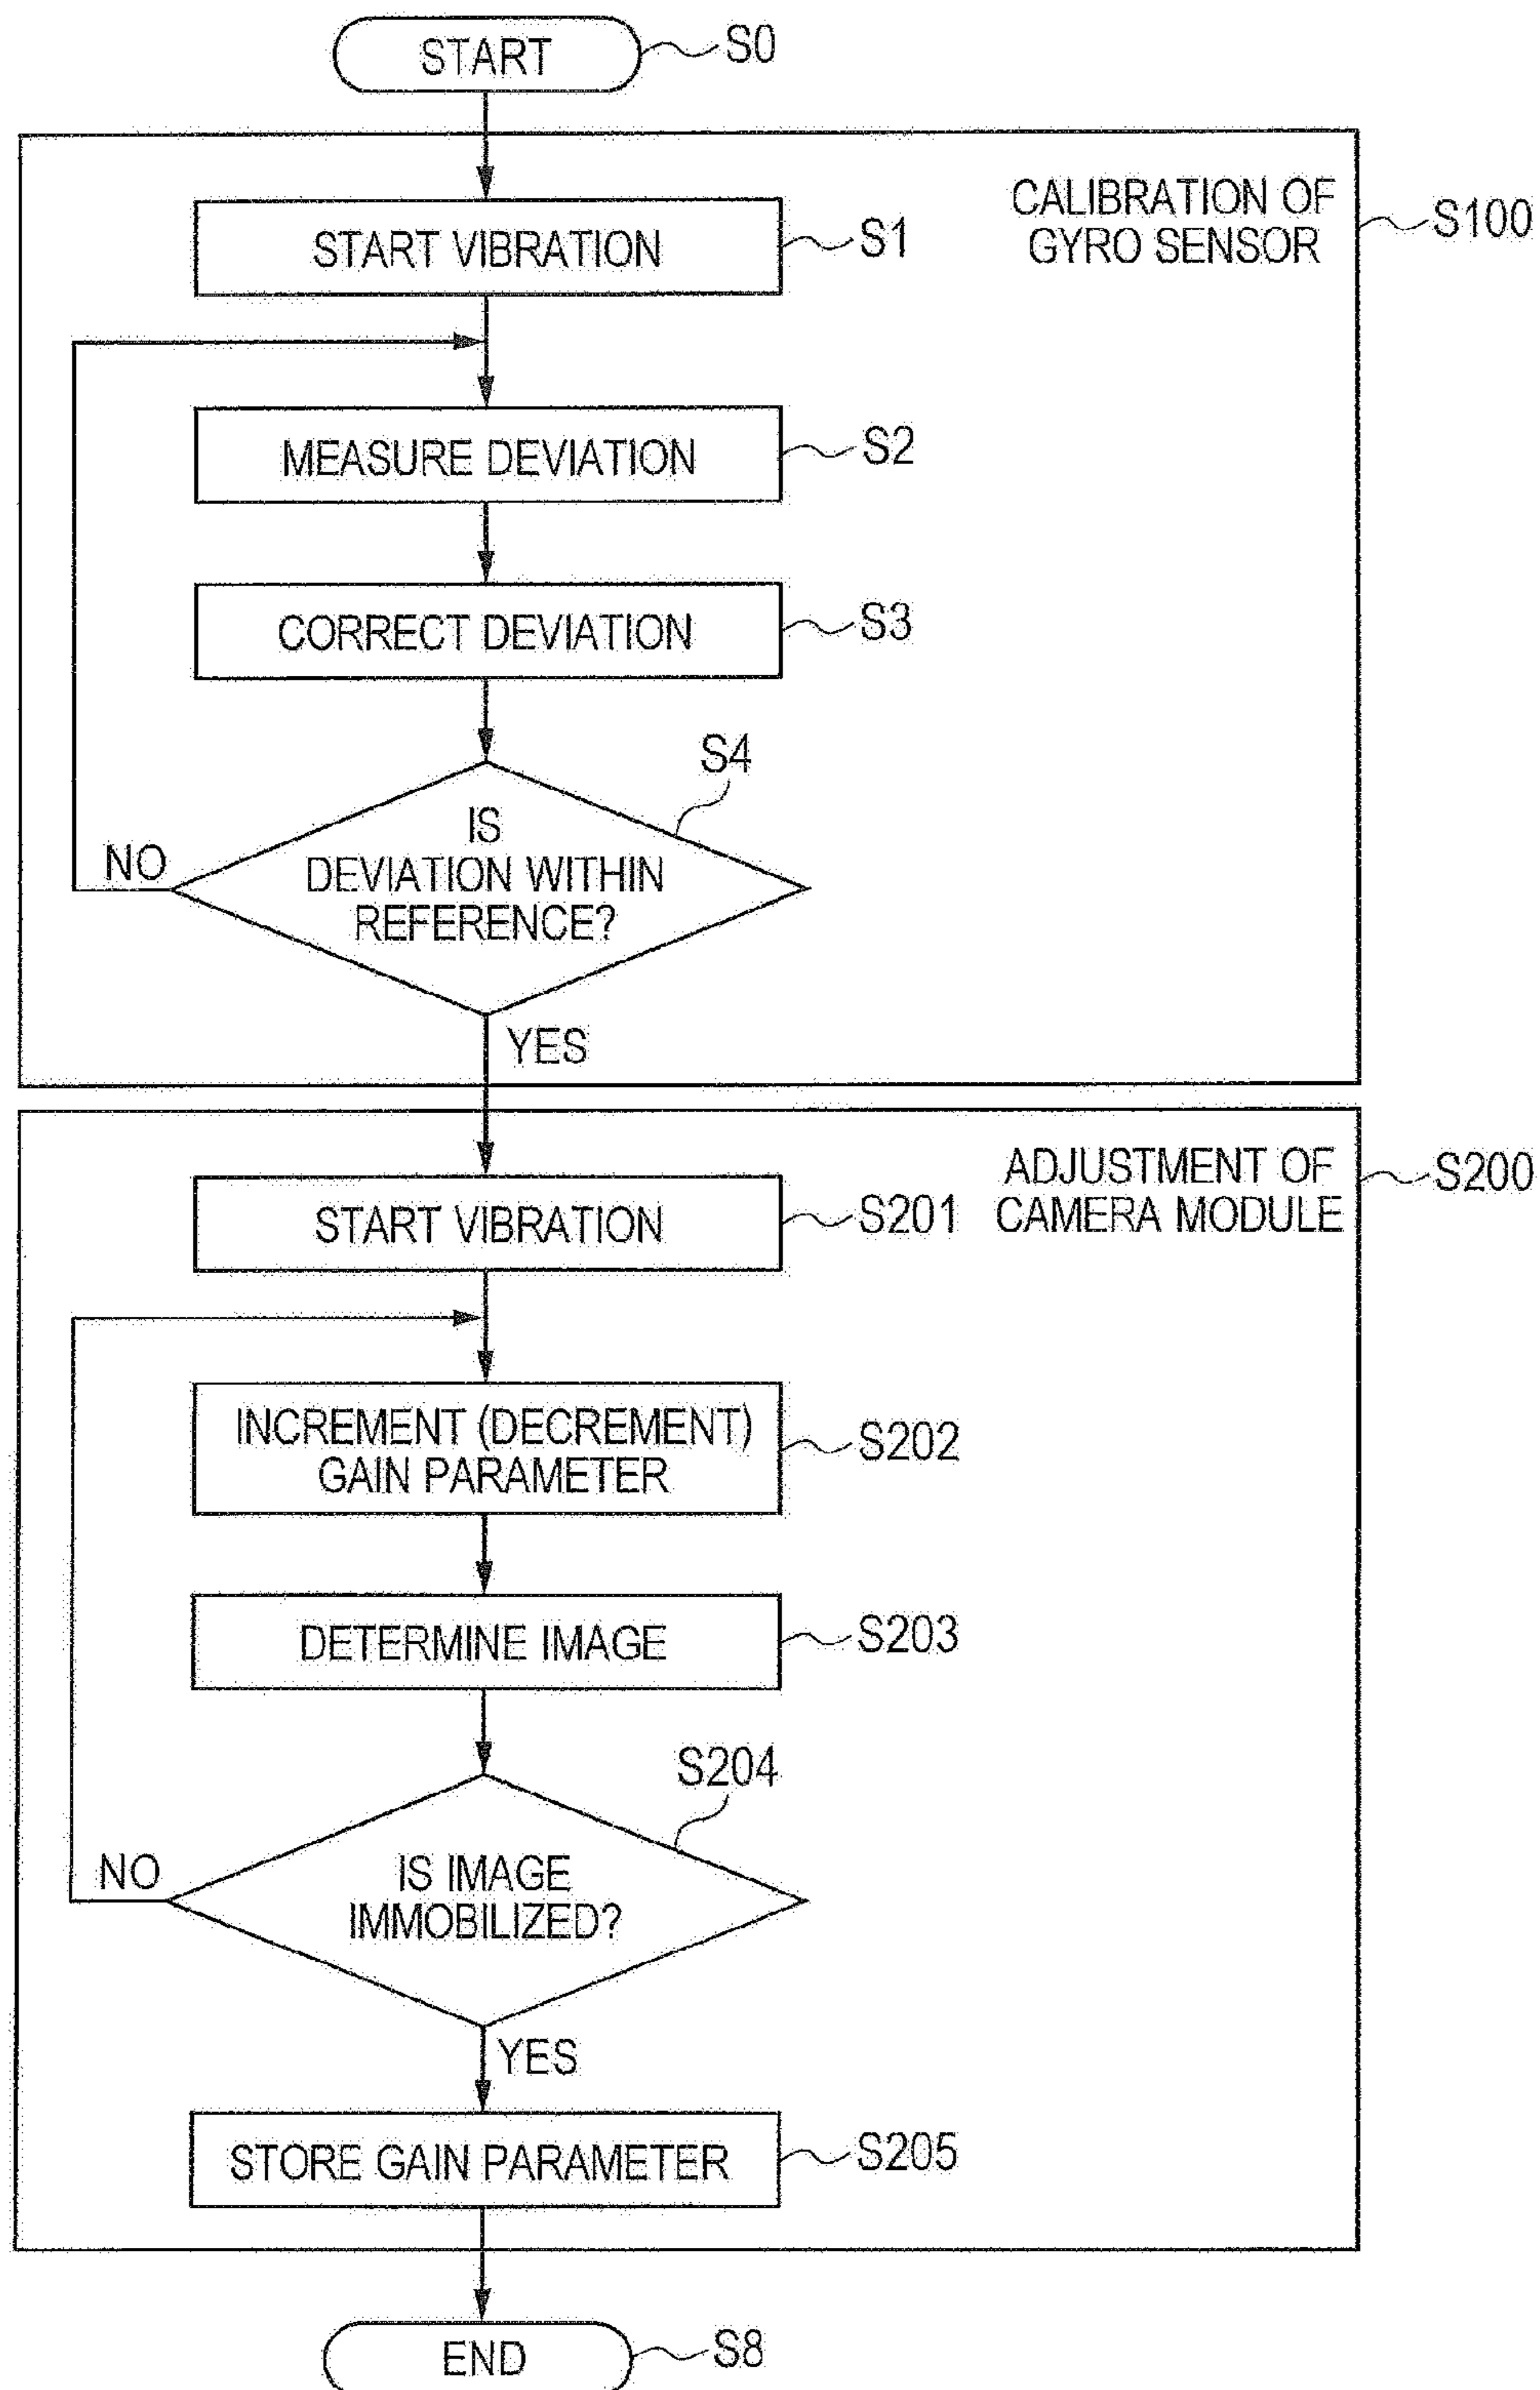 START
S0
CALIBRATION OF
GYRO SENSOR
S100
START VIBRATION
S1
MEASURE DEVIATION
S2
CORRECT DEVIATION
S3
S4
IS
DEVIATION WITHIN
REFERENCE?
NO
YES
ADJUSTMENT OF
CAMERA MODULE
S200
START VIBRATION
S201
INCREMENT (DECREMENT)
GAIN PARAMETER
S202
DETERMINE IMAGE
S203
S204
IS IMAGE
IMMOBILIZED?
NO
YES
STORE GAIN PARAMETER
S205
END
S8